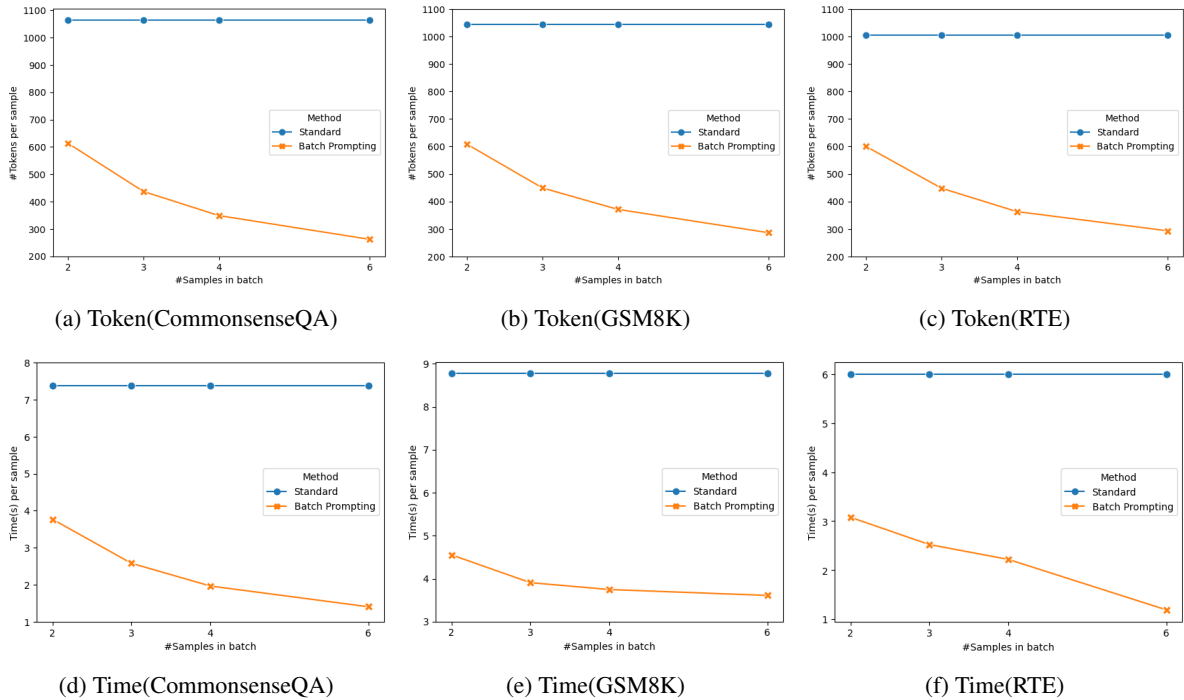 1100
1000
900
800
700
600
500
400
300
200
#Tokens per sample
Method
Standard
Batch Prompting
2 3 4 6
#Samples in batch
(a) Token(CommonsenseQA)
1100
1000
900
800
700
600
500
400
300
200
#Tokens per sample
Method
Standard
Batch Prompting
2 3 4 6
#Samples in batch
(b) Token(GSM8K)
1100
1000
900
800
700
600
500
400
300
200
#Tokens per sample
Method
Standard
Batch Prompting
2 3 4 6
#Samples in batch
(c) Token(RTE)
8
7
6
5
4
3
2
1
Time(s) per sample
Method
Standard
Batch Prompting
2 3 4 6
#Samples in batch
(d) Time(CommonsenseQA)
9
8
7
6
5
4
3
Time(s) per sample
Method
Standard
Batch Prompting
2 3 4 6
#Samples in batch
(e) Time(GSM8K)
6
5
4
3
2
1
Time(s) per sample
Method
Standard
Batch Prompting
2 3 4 6
#Samples in batch
(f) Time(RTE)